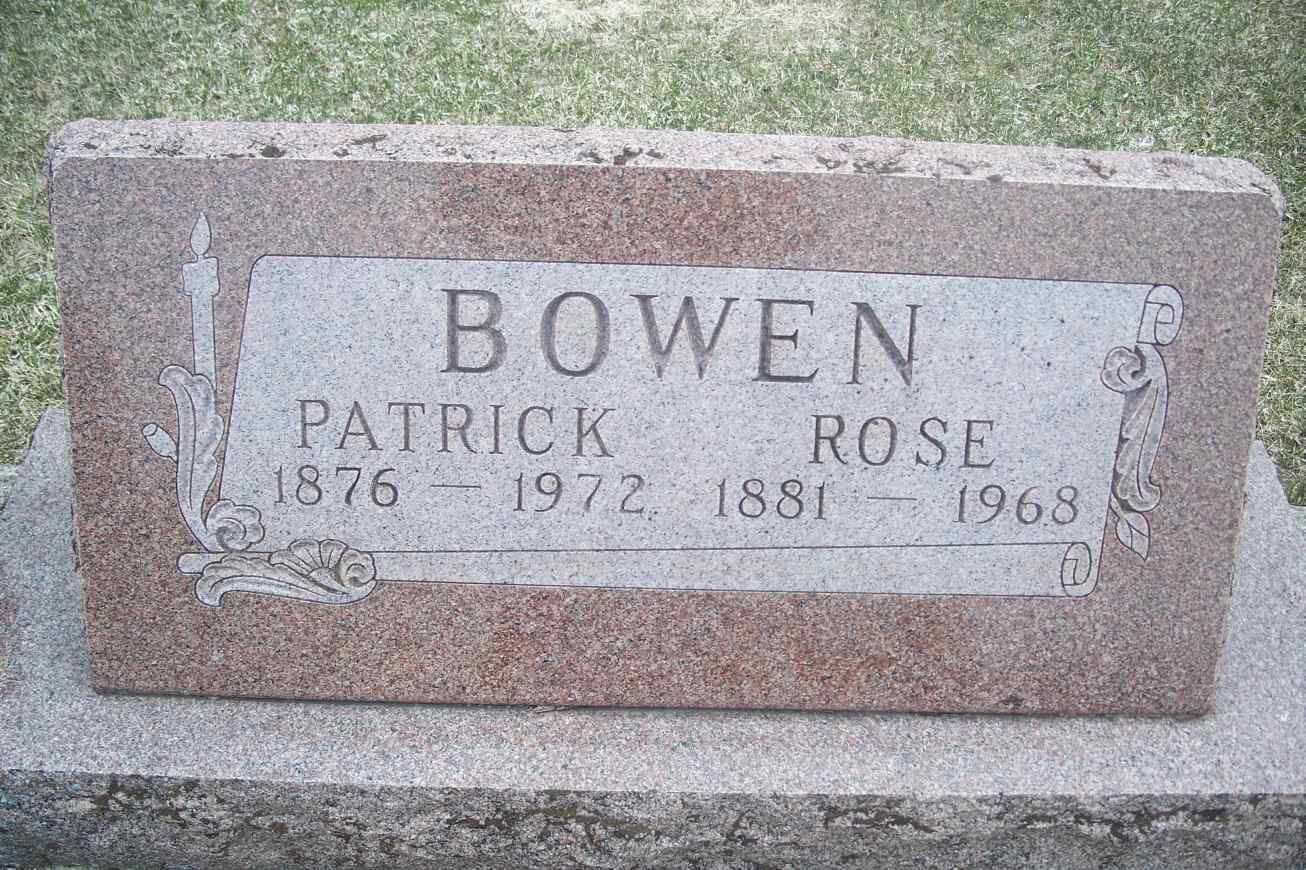 BOWEN
PATRICK ROSE
1876 — 1972 1881 — 1968